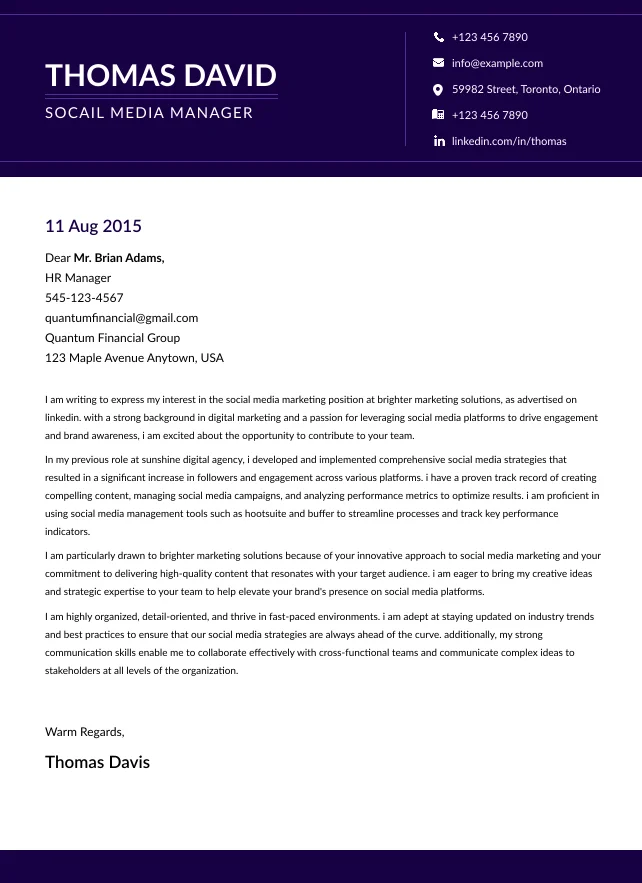 THOMAS DAVID
SOCAIL MEDIA MANAGER
+123 456 7890
info@example.com
59982 Street, Toronto, Ontario
+123 456 7890
linkedin.com/in/thomas
11 Aug 2015
Dear Mr. Brian Adams,
HR Manager
545-123-4567
quantumfinancial@gmail.com
Quantum Financial Group
123 Maple Avenue Anytown, USA
I am writing to express my interest in the social media marketing position at brighter marketing solutions, as advertised on
linkedin. with a strong background in digital marketing and a passion for leveraging social media platforms to drive engagement
and brand awareness, i am excited about the opportunity to contribute to your team.
In my previous role at sunshine digital agency, i developed and implemented comprehensive social media strategies that
resulted in a significant increase in followers and engagement across various platforms. i have a proven track record of creating
compelling content, managing social media campaigns, and analyzing performance metrics to optimize results. i am proficient in
using social media management tools such as hootsuite and buffer to streamline processes and track key performance
indicators.
I am particularly drawn to brighter marketing solutions because of your innovative approach to social media marketing and your
commitment to delivering high-quality content that resonates with your target audience. i am eager to bring my creative ideas
and strategic expertise to your team to help elevate your brand's presence on social media platforms.
I am highly organized, detail-oriented, and thrive in fast-paced environments. i am adept at staying updated on industry trends
and best practices to ensure that our social media strategies are always ahead of the curve. additionally, my strong
communication skills enable me to collaborate effectively with cross-functional teams and communicate complex ideas to
stakeholders at all levels of the organization.
Warm Regards,
Thomas Davis